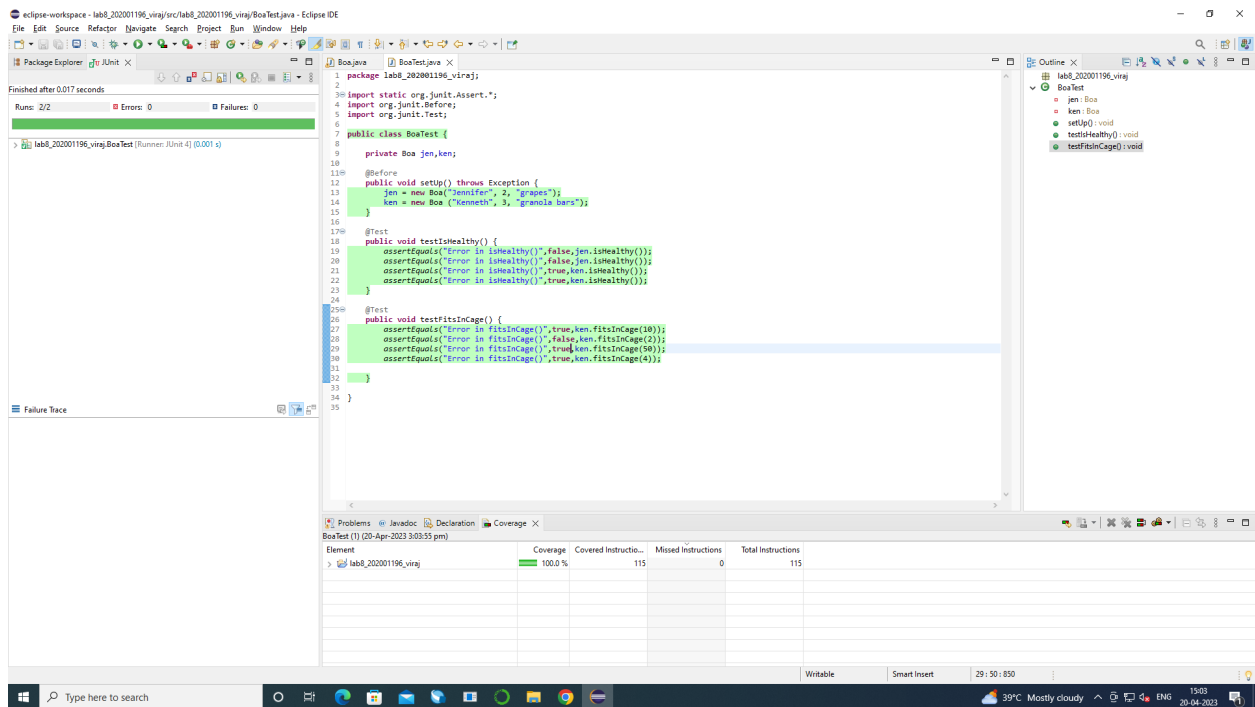 eclipse-workspace - lab8_202001196_viraj/src/lab8_202001196_viraj/BoaTest.java - Eclipse IDE
File Edit Source Refactor Navigate Search Project Run Window Help
Package Explorer JUnit
Finished after 0.017 seconds
Runs: 2/2 Errors: 0 Failures: 0
lab8_202001196_viraj.BoaTest [Runner: JUnit 4] (0.001 s)
Failure Trace
Boa.java BoaTest.java
1 package lab8_202001196_viraj;
2
3 import static org.junit.Assert.*;
4 import org.junit.Before;
5 import org.junit.Test;
6
7 public class BoaTest {
8
9 private Boa jen,ken;
10
11 @Before
12 public void setUp() throws Exception {
13 jen = new Boa("Jennifer", 2, "grapes");
14 ken = new Boa ("Kenneth", 3, "granola bars");
15 }
16
17 @Test
18 public void testIsHealthy() {
19 assertEquals("Error in isHealthy()",false,jen.isHealthy());
20 assertEquals("Error in isHealthy()",false,jen.isHealthy());
21 assertEquals("Error in isHealthy()",true,ken.isHealthy());
22 assertEquals("Error in isHealthy()",true,ken.isHealthy());
23 }
24
25 @Test
26 public void testFitsInCage() {
27 assertEquals("Error in fitsInCage()",true,ken.fitsInCage(10));
28 assertEquals("Error in fitsInCage()",false,ken.fitsInCage(2));
29 assertEquals("Error in fitsInCage()",true,ken.fitsInCage(50));
30 assertEquals("Error in fitsInCage()",true,ken.fitsInCage(4));
31
32 }
33
34 }
35
Outline
lab8_202001196_viraj
BoaTest
jen : Boa
ken : Boa
setUp() : void
testIsHealthy() : void
testFitsInCage() : void
Problems Javadoc Declaration Coverage
BoaTest (1) (20-Apr-2023 3:03:55 pm)
Element Coverage Covered Instructio... Missed Instructions Total Instructions
lab8_202001196_viraj 100.0 % 115 0 115
Writable Smart Insert 29 : 50 : 850
Type here to search
39°C Mostly cloudy ENG 15:03
20-04-2023